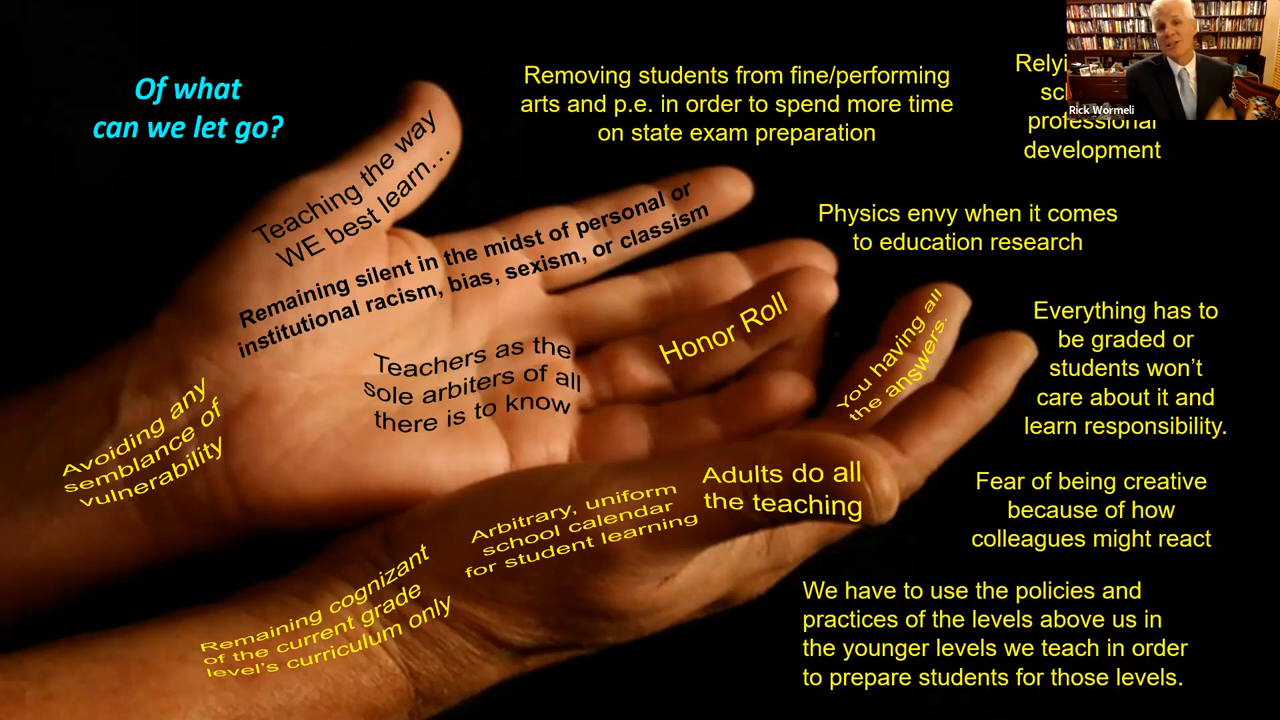 Of what
can we let go?
Removing students from fine/performing
arts and p.e. in order to spend more time
on state exam preparation
Rick Wormeli
professional
development
Teaching the way
WE best learn…
Remaining silent in the midst of personal or
institutional racism, bias, sexism, or classism
Physics envy when it comes
to education research
Teachers as the
sole arbiters of all
there is to know
Honor Roll
You having all
the answers.
Everything has to
be graded or
students won’t
care about it and
learn responsibility.
Avoiding any
semblance of
vulnerability
Adults do all
the teaching
Arbitrary, uniform
school calendar
for student learning
Fear of being creative
because of how
colleagues might react
Remaining cognizant
of the current grade
level’s curriculum only
We have to use the policies and
practices of the levels above us in
the younger levels we teach in order
to prepare students for those levels.